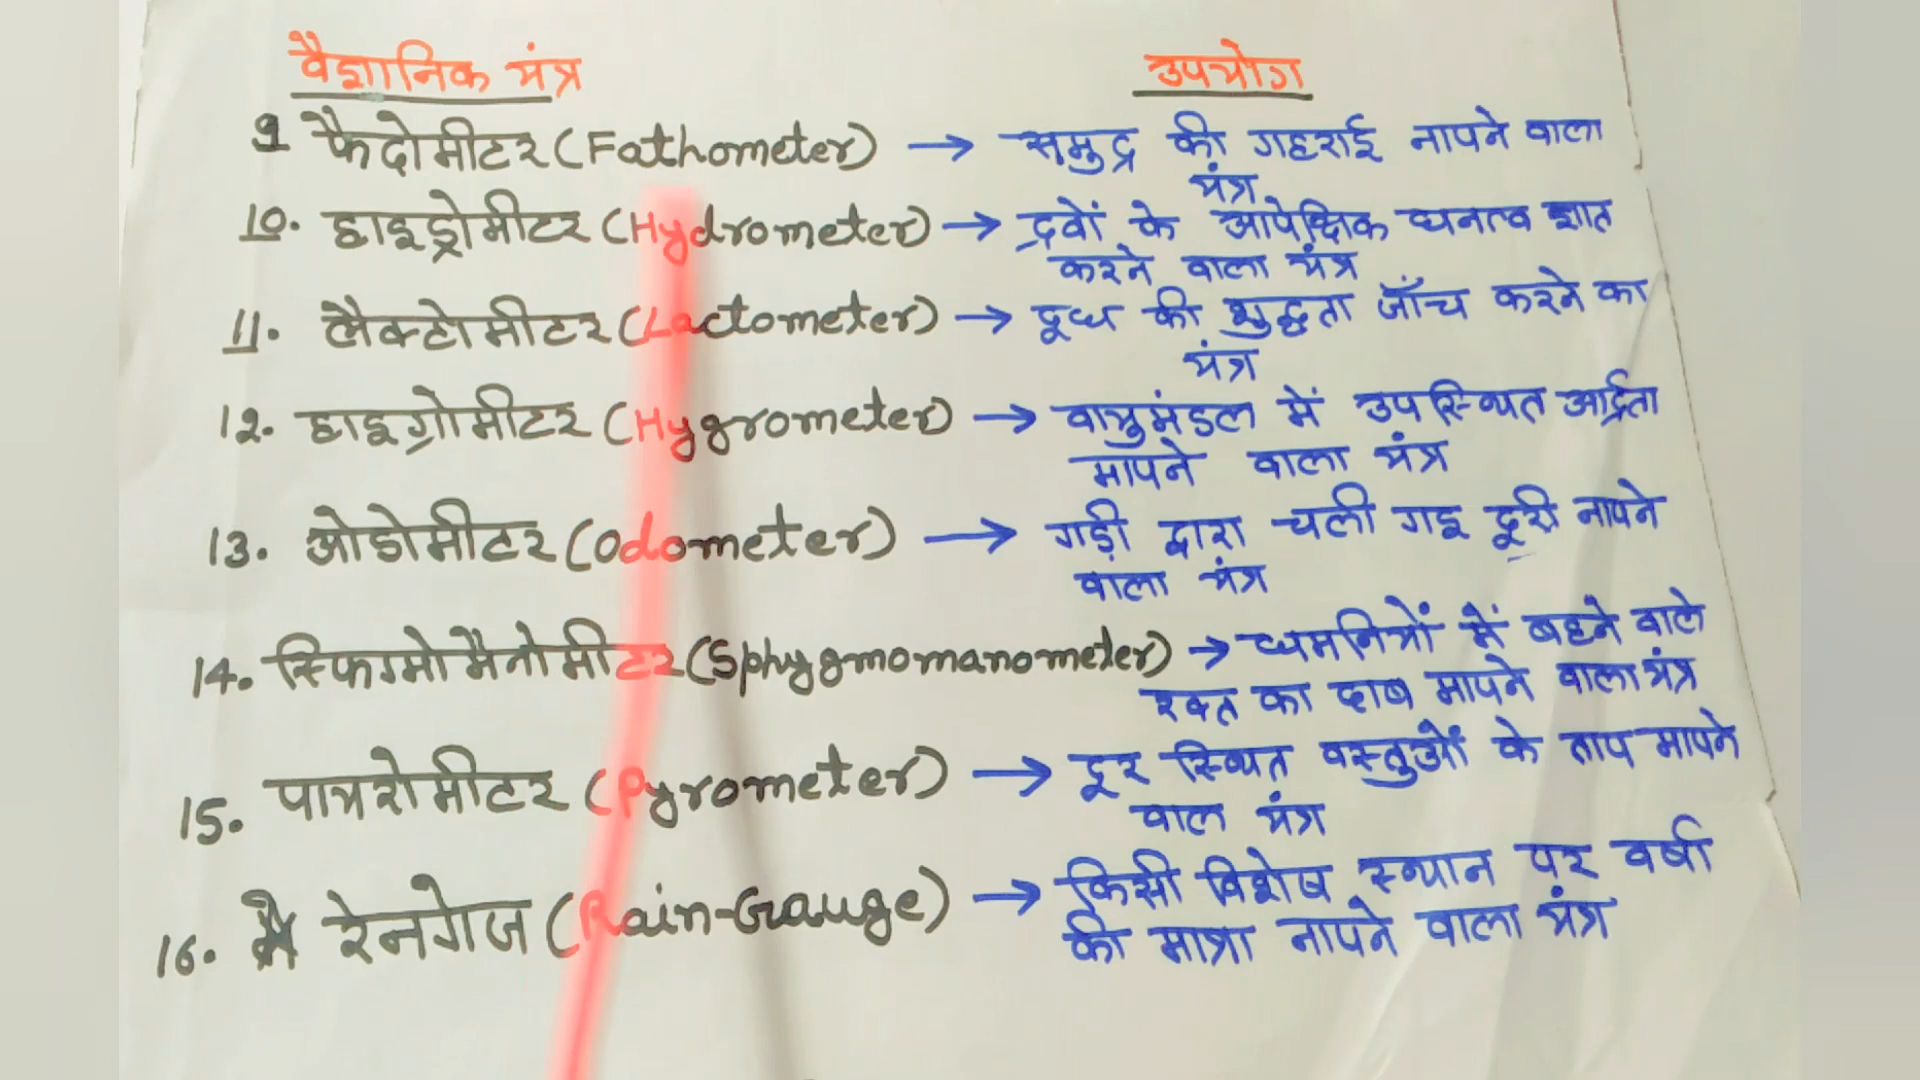 वैज्ञानिक यंत्र उपयोग
9 फैदोमीटर (Fathometer) → समुद्र की गहराई नापने वाला
यंत्र
10. हाइड्रोमीटर (Hydrometer) → द्रवों के आपेक्षिक घनत्व ज्ञात
करने वाला यंत्र
11. लैक्टोमीटर (Lactometer) → दूध की शुद्धता जाँच करने का
यंत्र
12. हाइग्रोमीटर (Hygrometer) → वायुमंडल में उपस्थित आर्द्रता
मापने वाला यंत्र
13. ओडोमीटर (Odometer) → गड़ी द्वारा चली गइ दूरी नापने
वाला यंत्र
14. स्फिग्मोमैनोमीटर (Sphygmomanometer) → धमनियों में बहने वाले
रक्त का दाब मापने वाला यंत्र
15. पायरोमीटर (Pyrometer) → दूर स्थित वस्तुओं के ताप मापने
वाल यंत्र
16. रेनगेज (Rain-Gauge) → किसी विशेष स्थान पर वर्षा
की मात्रा नापने वाला यंत्र